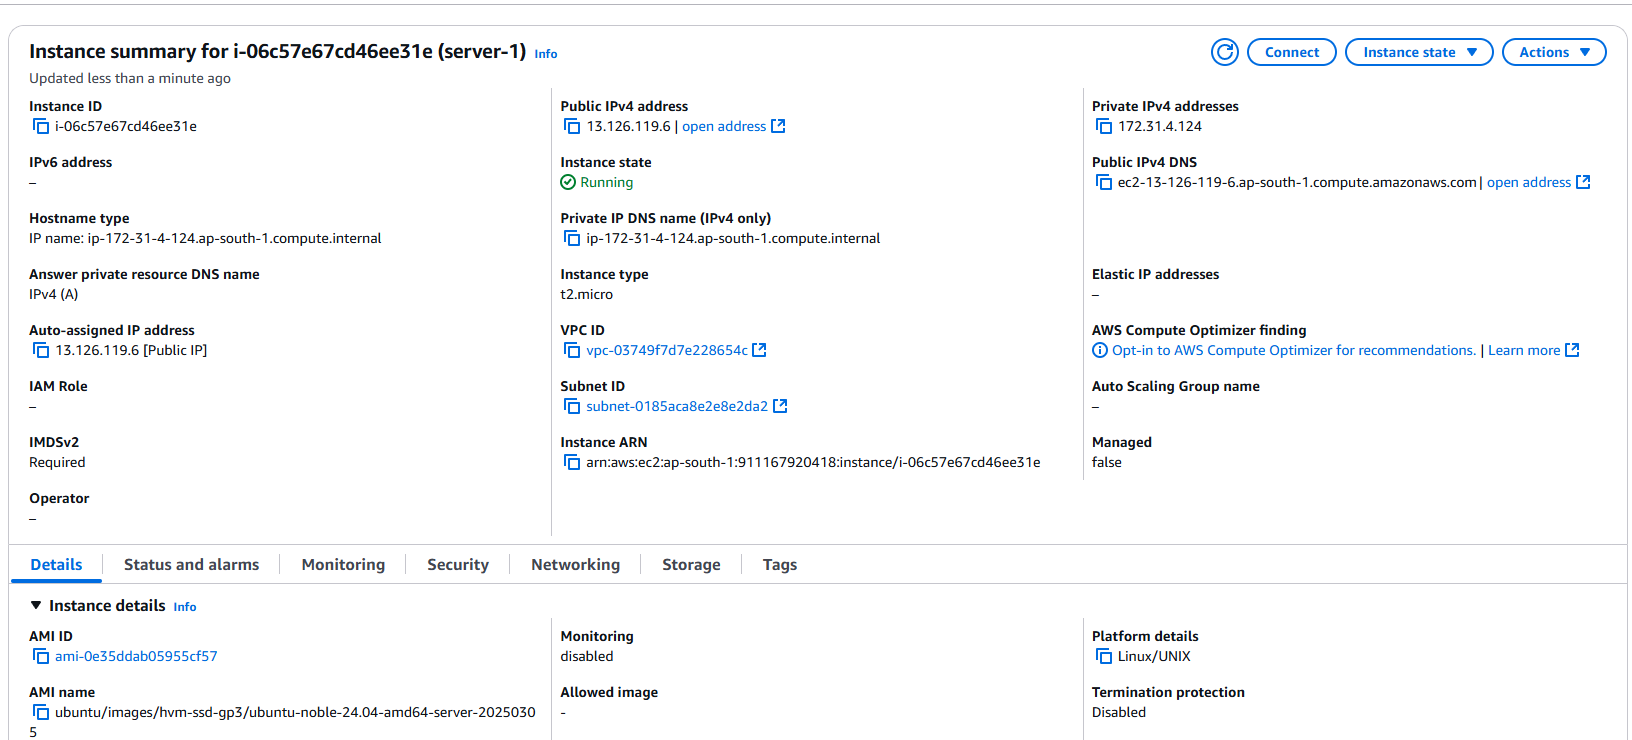 Instance summary for i-06c57e67cd46ee31e (server-1) Info
Connect
Instance state
Actions
Updated less than a minute ago
Instance ID
i-06c57e67cd46ee31e
Public IPv4 address
13.126.119.6 | open address
Private IPv4 addresses
172.31.4.124
IPv6 address
–
Instance state
Running
Public IPv4 DNS
ec2-13-126-119-6.ap-south-1.compute.amazonaws.com | open address
Hostname type
IP name: ip-172-31-4-124.ap-south-1.compute.internal
Private IP DNS name (IPv4 only)
ip-172-31-4-124.ap-south-1.compute.internal
Answer private resource DNS name
IPv4 (A)
Instance type
t2.micro
Elastic IP addresses
–
Auto-assigned IP address
13.126.119.6 [Public IP]
VPC ID
vpc-03749f7d7e228654c
AWS Compute Optimizer finding
Opt-in to AWS Compute Optimizer for recommendations. | Learn more
IAM Role
–
Subnet ID
subnet-0185aca8e2e8e2da2
Auto Scaling Group name
–
IMDSv2
Required
Instance ARN
arn:aws:ec2:ap-south-1:911167920418:instance/i-06c57e67cd46ee31e
Managed
false
Operator
–
Details
Status and alarms
Monitoring
Security
Networking
Storage
Tags
Instance details Info
AMI ID
ami-0e35ddab05955cf57
Monitoring
disabled
Platform details
Linux/UNIX
AMI name
ubuntu/images/hvm-ssd-gp3/ubuntu-noble-24.04-amd64-server-2025030
5
Allowed image
-
Termination protection
Disabled